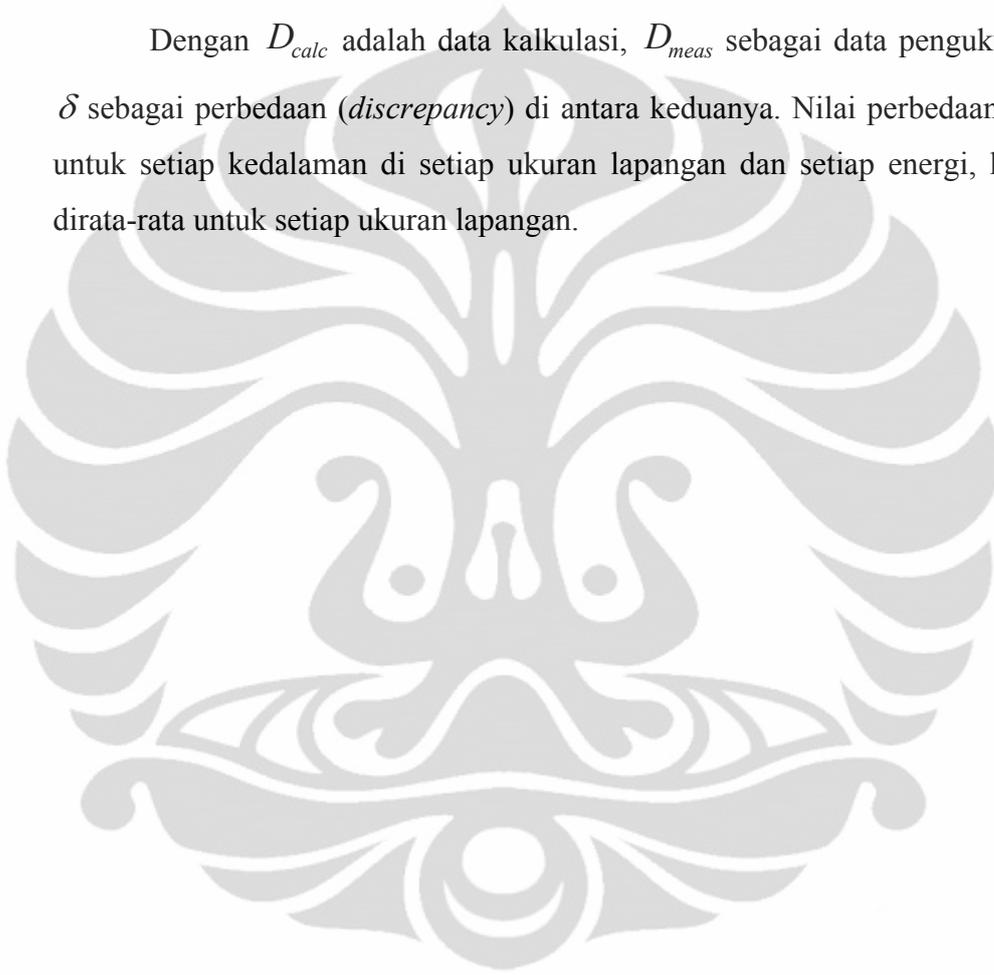 Dengan D_calc adalah data kalkulasi, D_meas sebagai data penguk
δ sebagai perbedaan (discrepancy) di antara keduanya. Nilai perbedaan
untuk setiap kedalaman di setiap ukuran lapangan dan setiap energi,
dirata-rata untuk setiap ukuran lapangan.